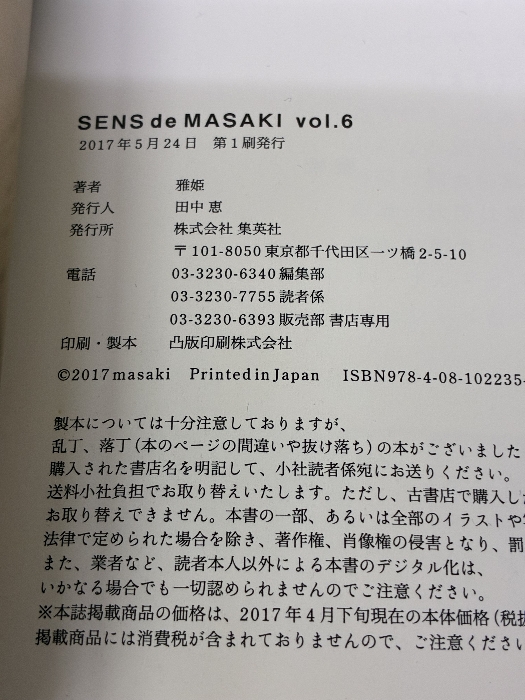 SENS de MASAKI vol.6
2017年5月24日　第1刷発行
著者　雅姫
発行人　田中 恵
発行所　株式会社 集英社
〒101-8050 東京都千代田区一ツ橋2-5-10
電話　03-3230-6340 編集部
03-3230-7755 読者係
03-3230-6393 販売部 書店専用
印刷・製本　凸版印刷株式会社
©2017 masaki　Printed in Japan　ISBN978-4-08-102235-
製本については十分注意しておりますが、
乱丁、落丁(本のページの間違いや抜け落ち)の本がございました
購入された書店名を明記して、小社読者係宛にお送りください。
送料小社負担でお取り替えいたします。ただし、古書店で購入し
お取り替えできません。本書の一部、あるいは全部のイラストや
法律で定められた場合を除き、著作権、肖像権の侵害となり、罰
また、業者など、読者本人以外による本書のデジタル化は、
いかなる場合でも一切認められませんのでご注意ください。
※本誌掲載商品の価格は、2017年4月下旬現在の本体価格(税抜
掲載商品には消費税が含まれておりませんので、ご注意くださ